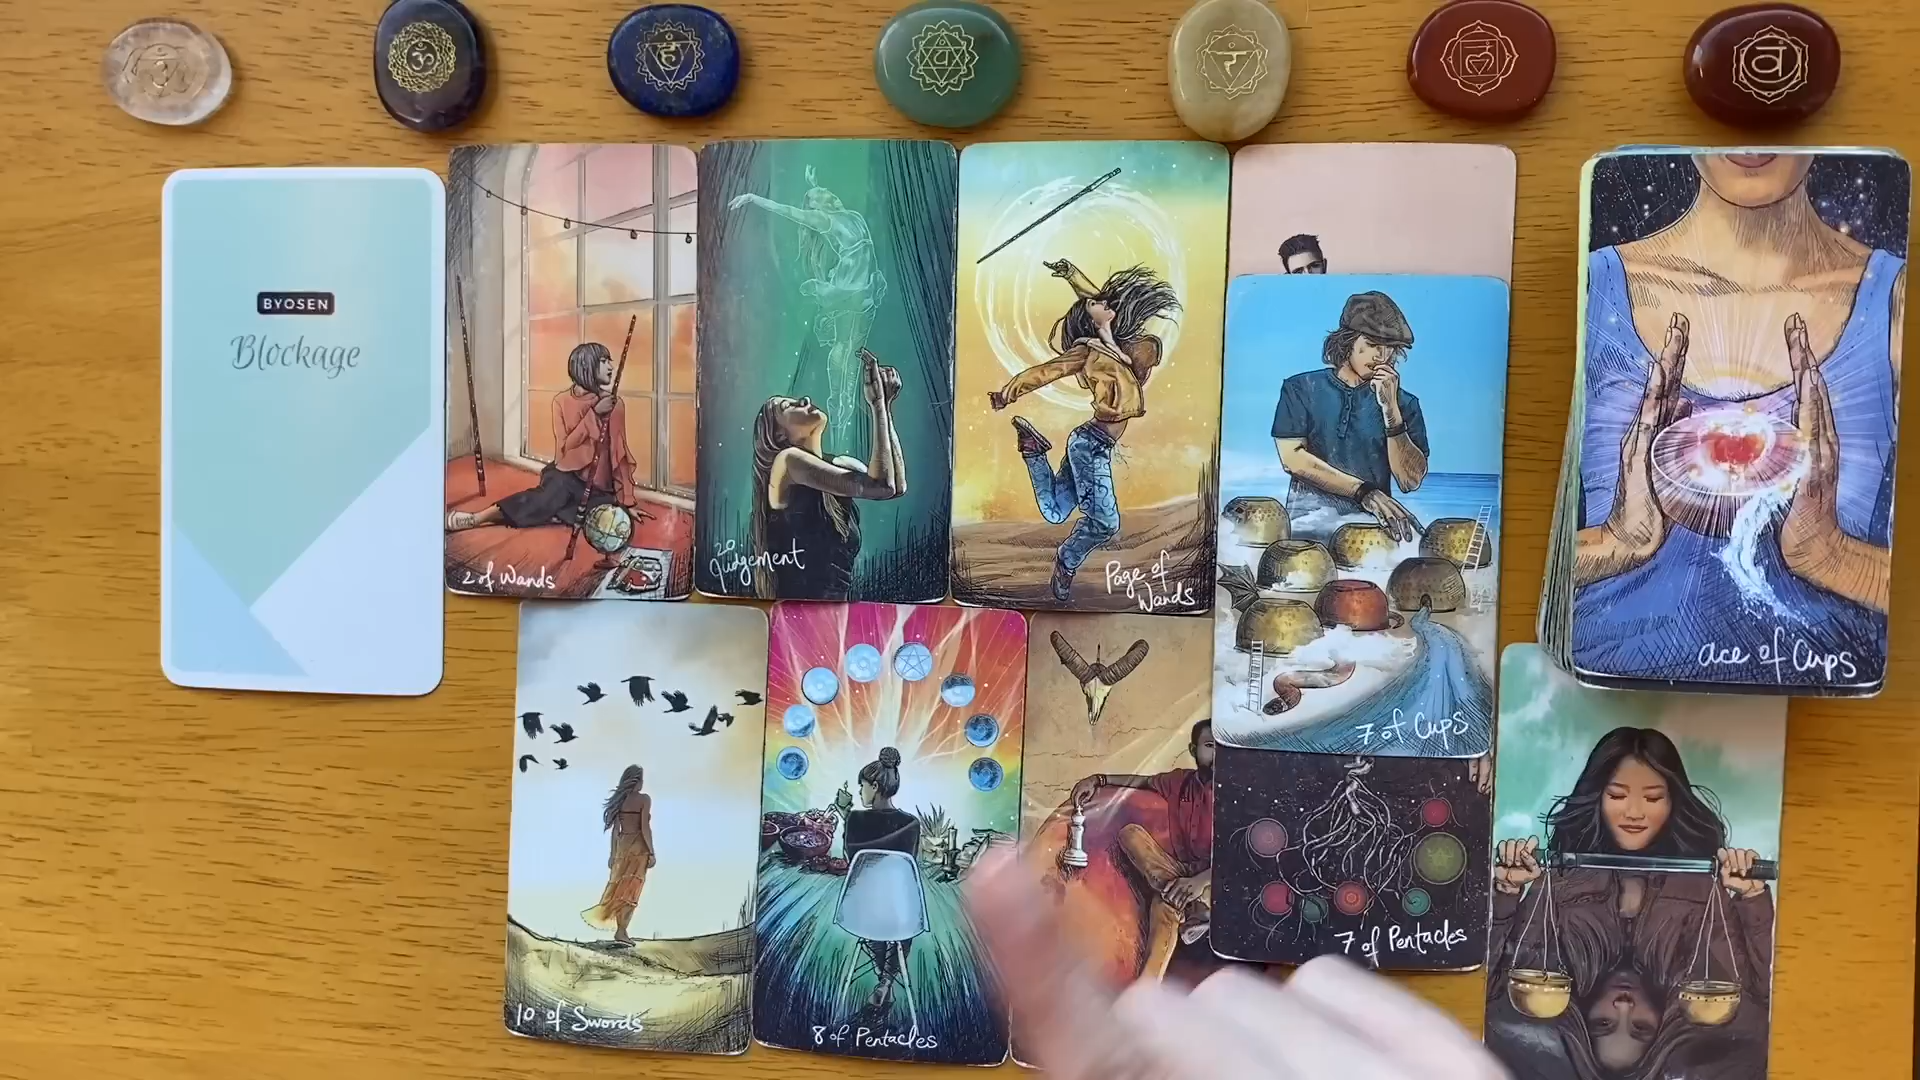 ॐ
हं
यं
रं
लं
वं
BYOSEN
Blockage
2 of Wands
20
Judgement
Page of
Wands
7 of Cups
ace of Cups
10 of Swords
8 of Pentacles
7 of Pentacles